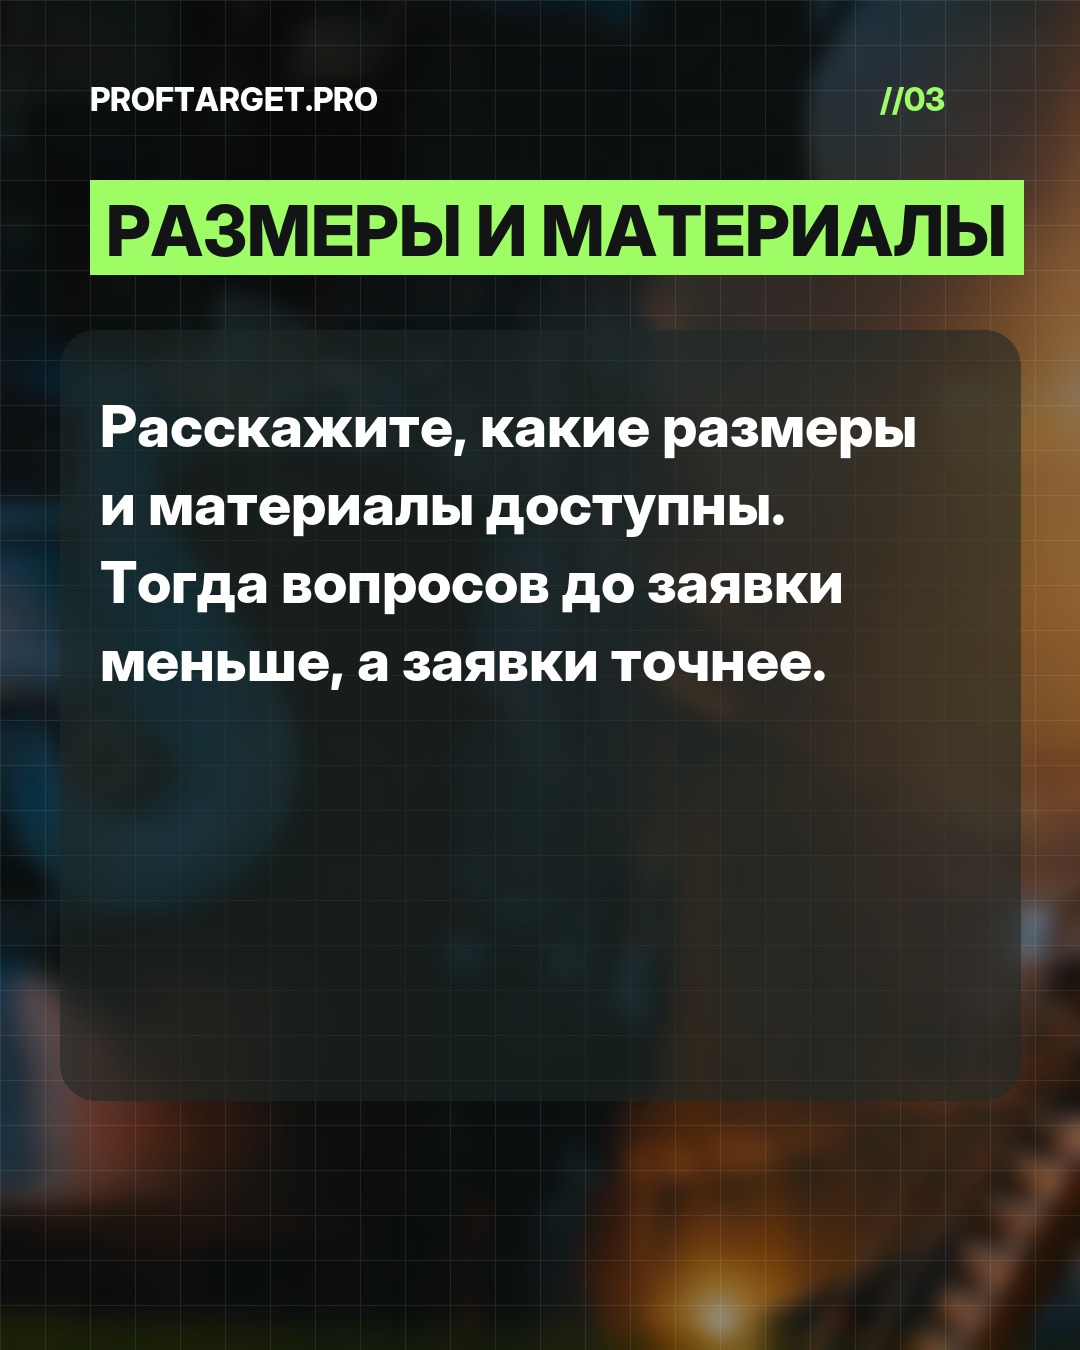 PROFTARGET.PRO
//03
РАЗМЕРЫ И МАТЕРИАЛЫ
Расскажите, какие размеры
и материалы доступны.
Тогда вопросов до заявки
меньше, а заявки точнее.